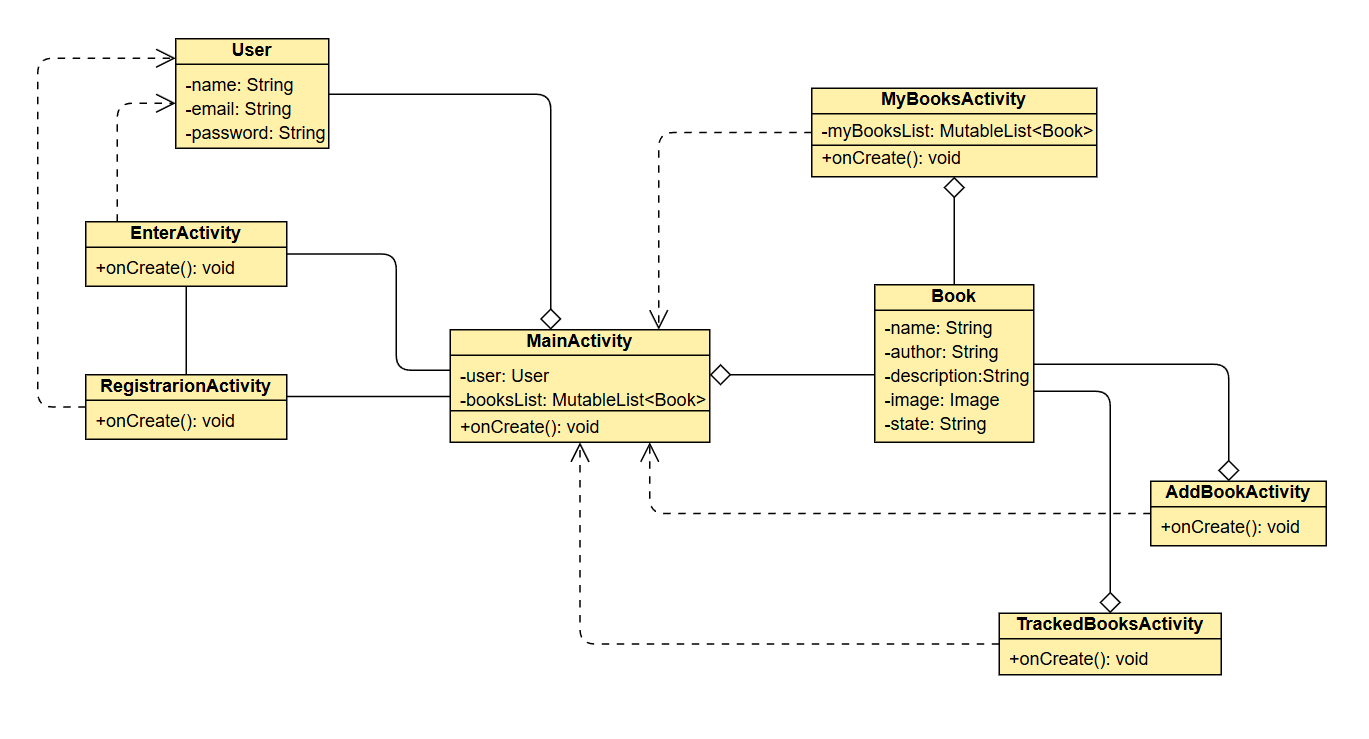 User
-name: String
-email: String
-password: String
MyBooksActivity
-myBooksList: MutableList<Book>
+onCreate(): void
EnterActivity
+onCreate(): void
Book
-name: String
-author: String
-description:String
-image: Image
-state: String
MainActivity
-user: User
-booksList: MutableList<Book>
+onCreate(): void
RegistrarionActivity
+onCreate(): void
AddBookActivity
+onCreate(): void
TrackedBooksActivity
+onCreate(): void